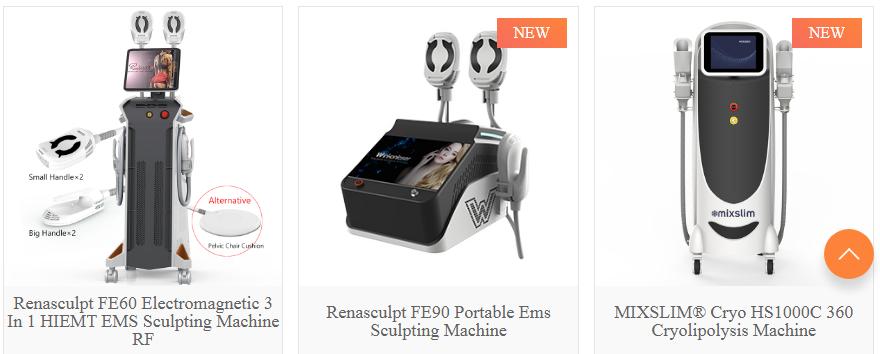 NEW
NEW
Small Handle×2
Alternative
Big Handle×2
Pelvic Chair Cushion
mixslim
Renasculpt FE60 Electromagnetic 3
In 1 HIEMT EMS Sculpting Machine
RF
Renasculpt FE90 Portable Ems
Sculpting Machine
MIXSLIM® Cryo HS1000C 360
Cryolipolysis Machine